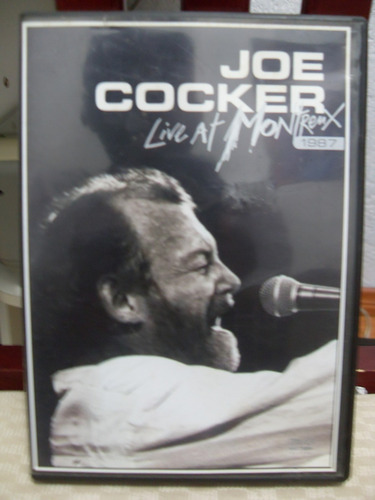 JOE
COCKER
LIVE AT MONTREUX
1987